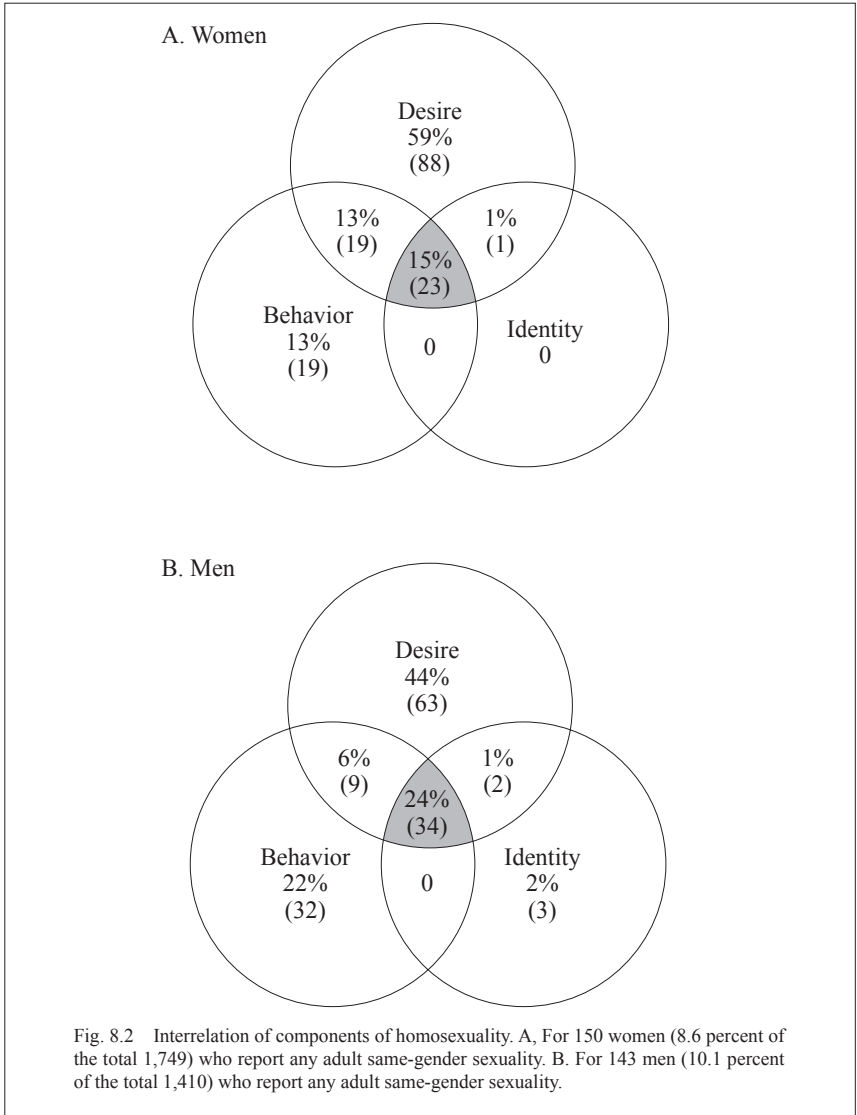 A. Women
Desire
59%
(88)
13%
(19)
1%
(1)
15%
(23)
Behavior
13%
(19)
0
Identity
0
B. Men
Desire
44%
(63)
6%
(9)
1%
(2)
24%
(34)
Behavior
22%
(32)
0
Identity
2%
(3)
Fig. 8.2 Interrelation of components of homosexuality. A, For 150 women (8.6 percent of
the total 1,749) who report any adult same-gender sexuality. B. For 143 men (10.1 percent
of the total 1,410) who report any adult same-gender sexuality.